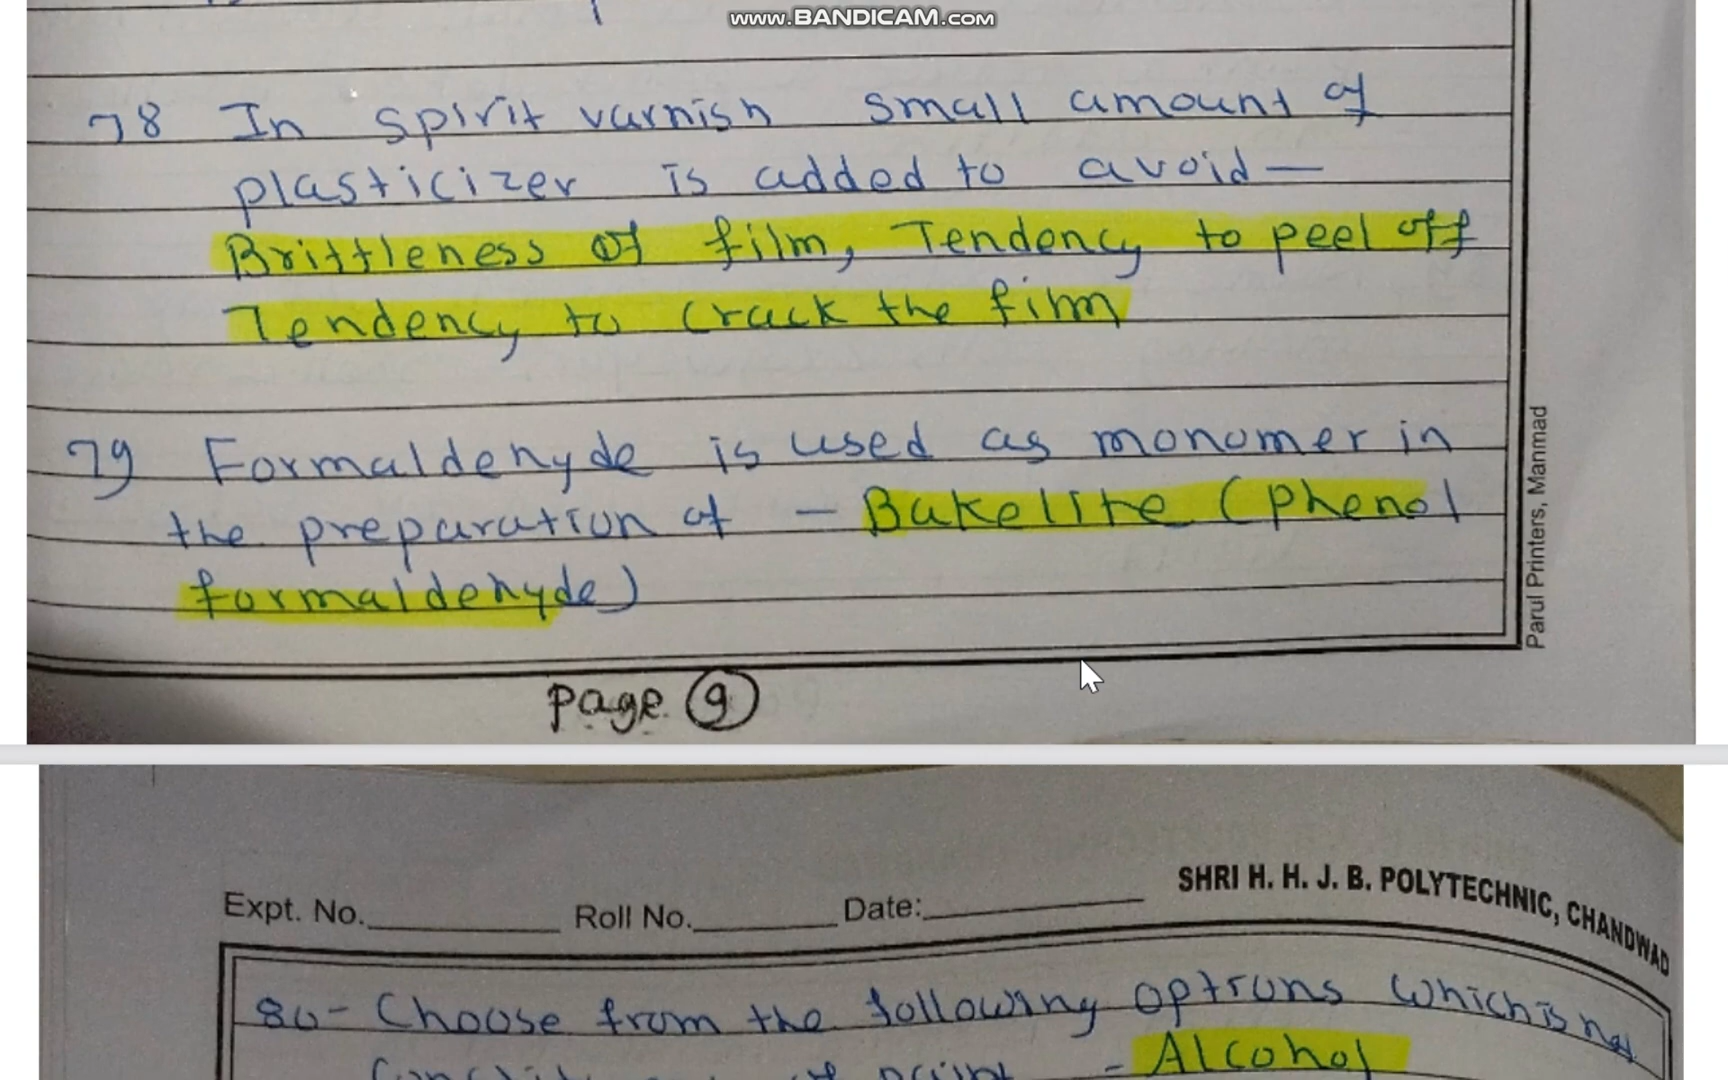 www.BANDICAM.com
78 In spirit varnish small amount of
plasticizer is added to avoid —
Brittleness of film, Tendency to peel off
Tendency to crack the film
79 Formaldehyde is used as monomer in
the preparation of - Bakelite (phenol
formaldehyde)
Parul Printers, Manmad
page 9
SHRI H. H. J. B. POLYTECHNIC, CHANDWAD
Expt. No. Roll No. Date:
80- Choose from the following options which is not
of paint - Alcohol